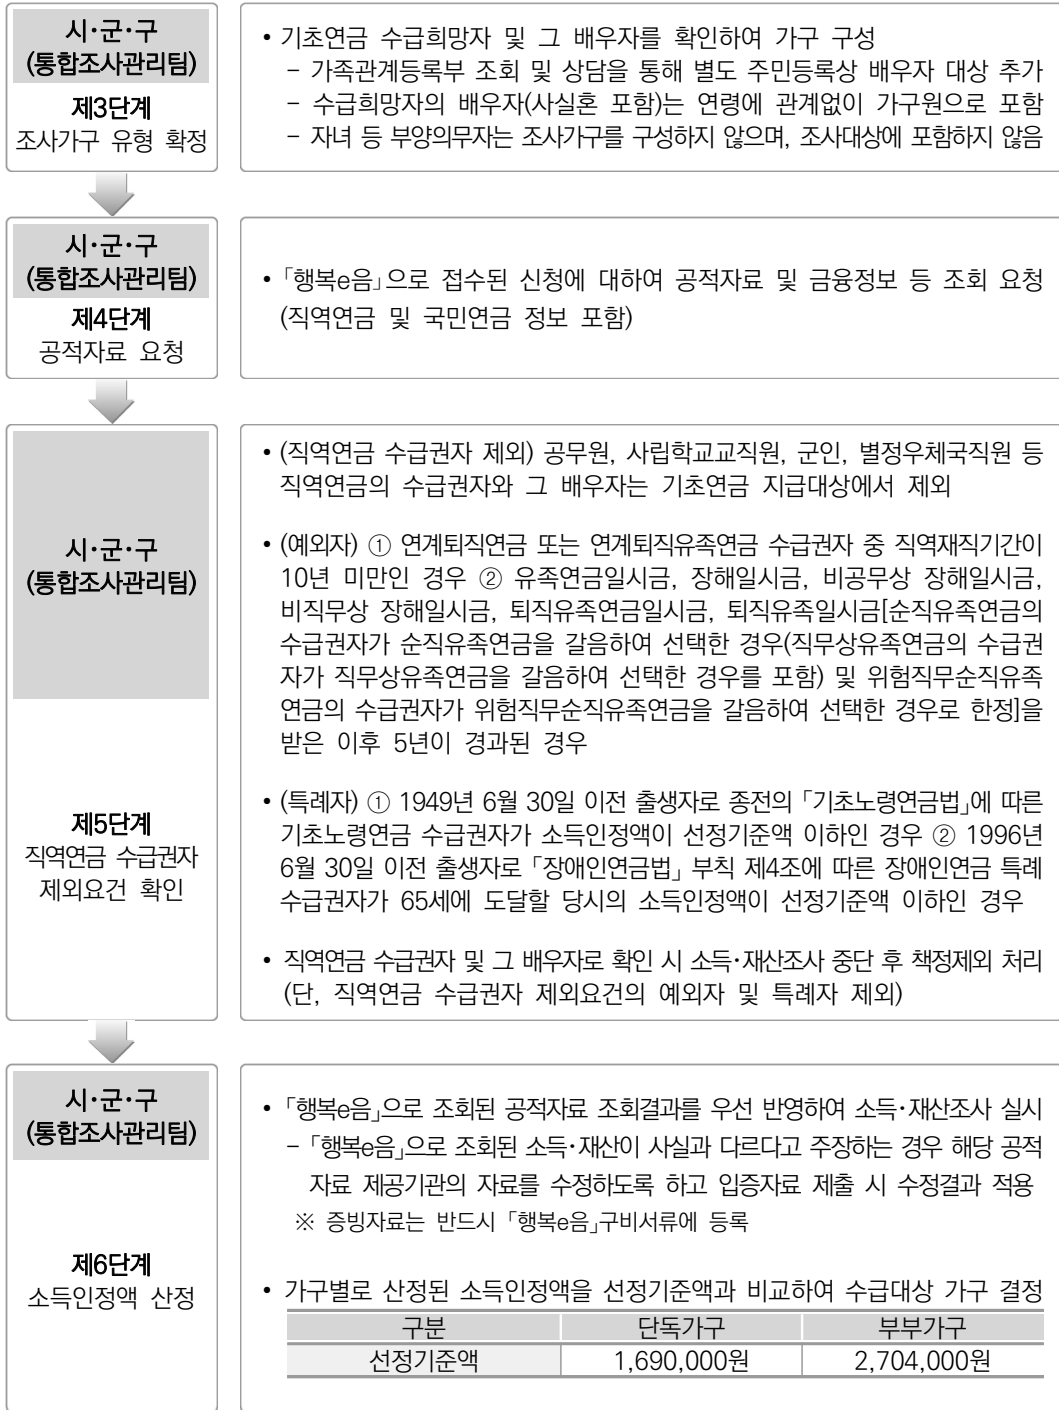 시·군·구
(통합조사관리팀)
제3단계
조사가구 유형 확정
• 기초연금 수급희망자 및 그 배우자를 확인하여 가구 구성
- 가족관계등록부 조회 및 상담을 통해 별도 주민등록상 배우자 대상 추가
- 수급희망자의 배우자(사실혼 포함)는 연령에 관계없이 가구원으로 포함
- 자녀 등 부양의무자는 조사가구를 구성하지 않으며, 조사대상에 포함하지 않음
시·군·구
(통합조사관리팀)
제4단계
공적자료 요청
• 「행복e음」으로 접수된 신청에 대하여 공적자료 및 금융정보 등 조회 요청
(직역연금 및 국민연금 정보 포함)
시·군·구
(통합조사관리팀)
제5단계
직역연금 수급권자
제외요건 확인
• (직역연금 수급권자 제외) 공무원, 사립학교교직원, 군인, 별정우체국직원 등
직역연금의 수급권자와 그 배우자는 기초연금 지급대상에서 제외
• (예외자) ① 연계퇴직연금 또는 연계퇴직유족연금 수급권자 중 직역재직기간이
10년 미만인 경우 ② 유족연금일시금, 장해일시금, 비공무상 장해일시금,
비직무상 장해일시금, 퇴직유족연금일시금, 퇴직유족일시금[순직유족연금의
수급권자가 순직유족연금을 갈음하여 선택한 경우(직무상유족연금의 수급권
자가 직무상유족연금을 갈음하여 선택한 경우를 포함) 및 위험직무순직유족
연금의 수급권자가 위험직무순직유족연금을 갈음하여 선택한 경우로 한정]을
받은 이후 5년이 경과된 경우
• (특례자) ① 1949년 6월 30일 이전 출생자로 종전의 「기초노령연금법」에 따른
기초노령연금 수급권자가 소득인정액이 선정기준액 이하인 경우 ② 1996년
6월 30일 이전 출생자로 「장애인연금법」 부칙 제4조에 따른 장애인연금 특례
수급권자가 65세에 도달할 당시의 소득인정액이 선정기준액 이하인 경우
• 직역연금 수급권자 및 그 배우자로 확인 시 소득·재산조사 중단 후 책정제외 처리
(단, 직역연금 수급권자 제외요건의 예외자 및 특례자 제외)
시·군·구
(통합조사관리팀)
제6단계
소득인정액 산정
• 「행복e음」으로 조회된 공적자료 조회결과를 우선 반영하여 소득·재산조사 실시
- 「행복e음」으로 조회된 소득·재산이 사실과 다르다고 주장하는 경우 해당 공적
자료 제공기관의 자료를 수정하도록 하고 입증자료 제출 시 수정결과 적용
※ 증빙자료는 반드시 「행복e음」구비서류에 등록
• 가구별로 산정된 소득인정액을 선정기준액과 비교하여 수급대상 가구 결정
구분 단독가구 부부가구
선정기준액 1,690,000원 2,704,000원